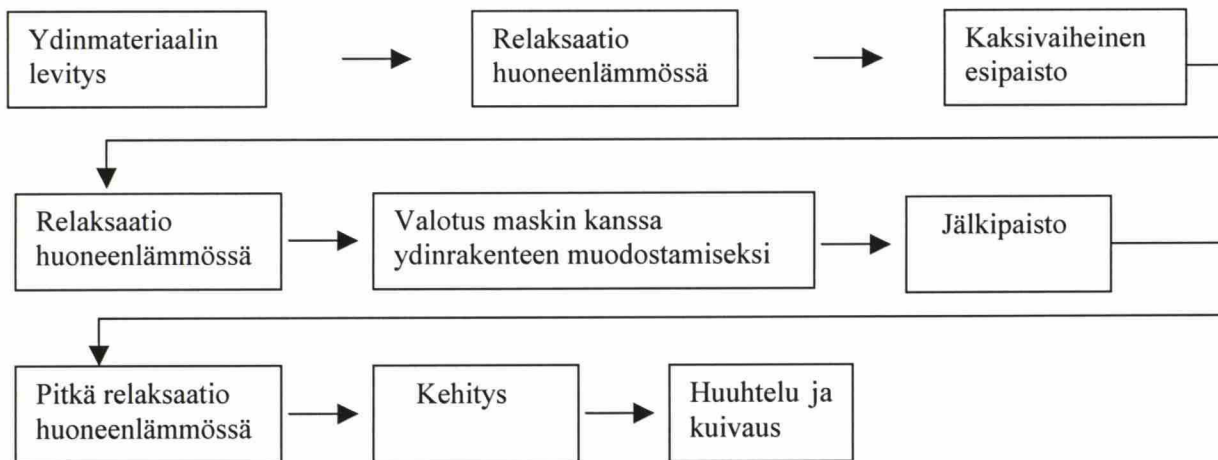 Ydinmateriaalin
levitys
Relaksaatio
huoneenlämmössä
Kaksivaiheinen
esipaisto
Relaksaatio
huoneenlämmössä
Valotus maskin kanssa
ydinrakenteen muodostamiseksi
Jälkipaisto
Pitkä relaksaatio
huoneenlämmössä
Kehitys
Huuhtelu ja
kuivaus